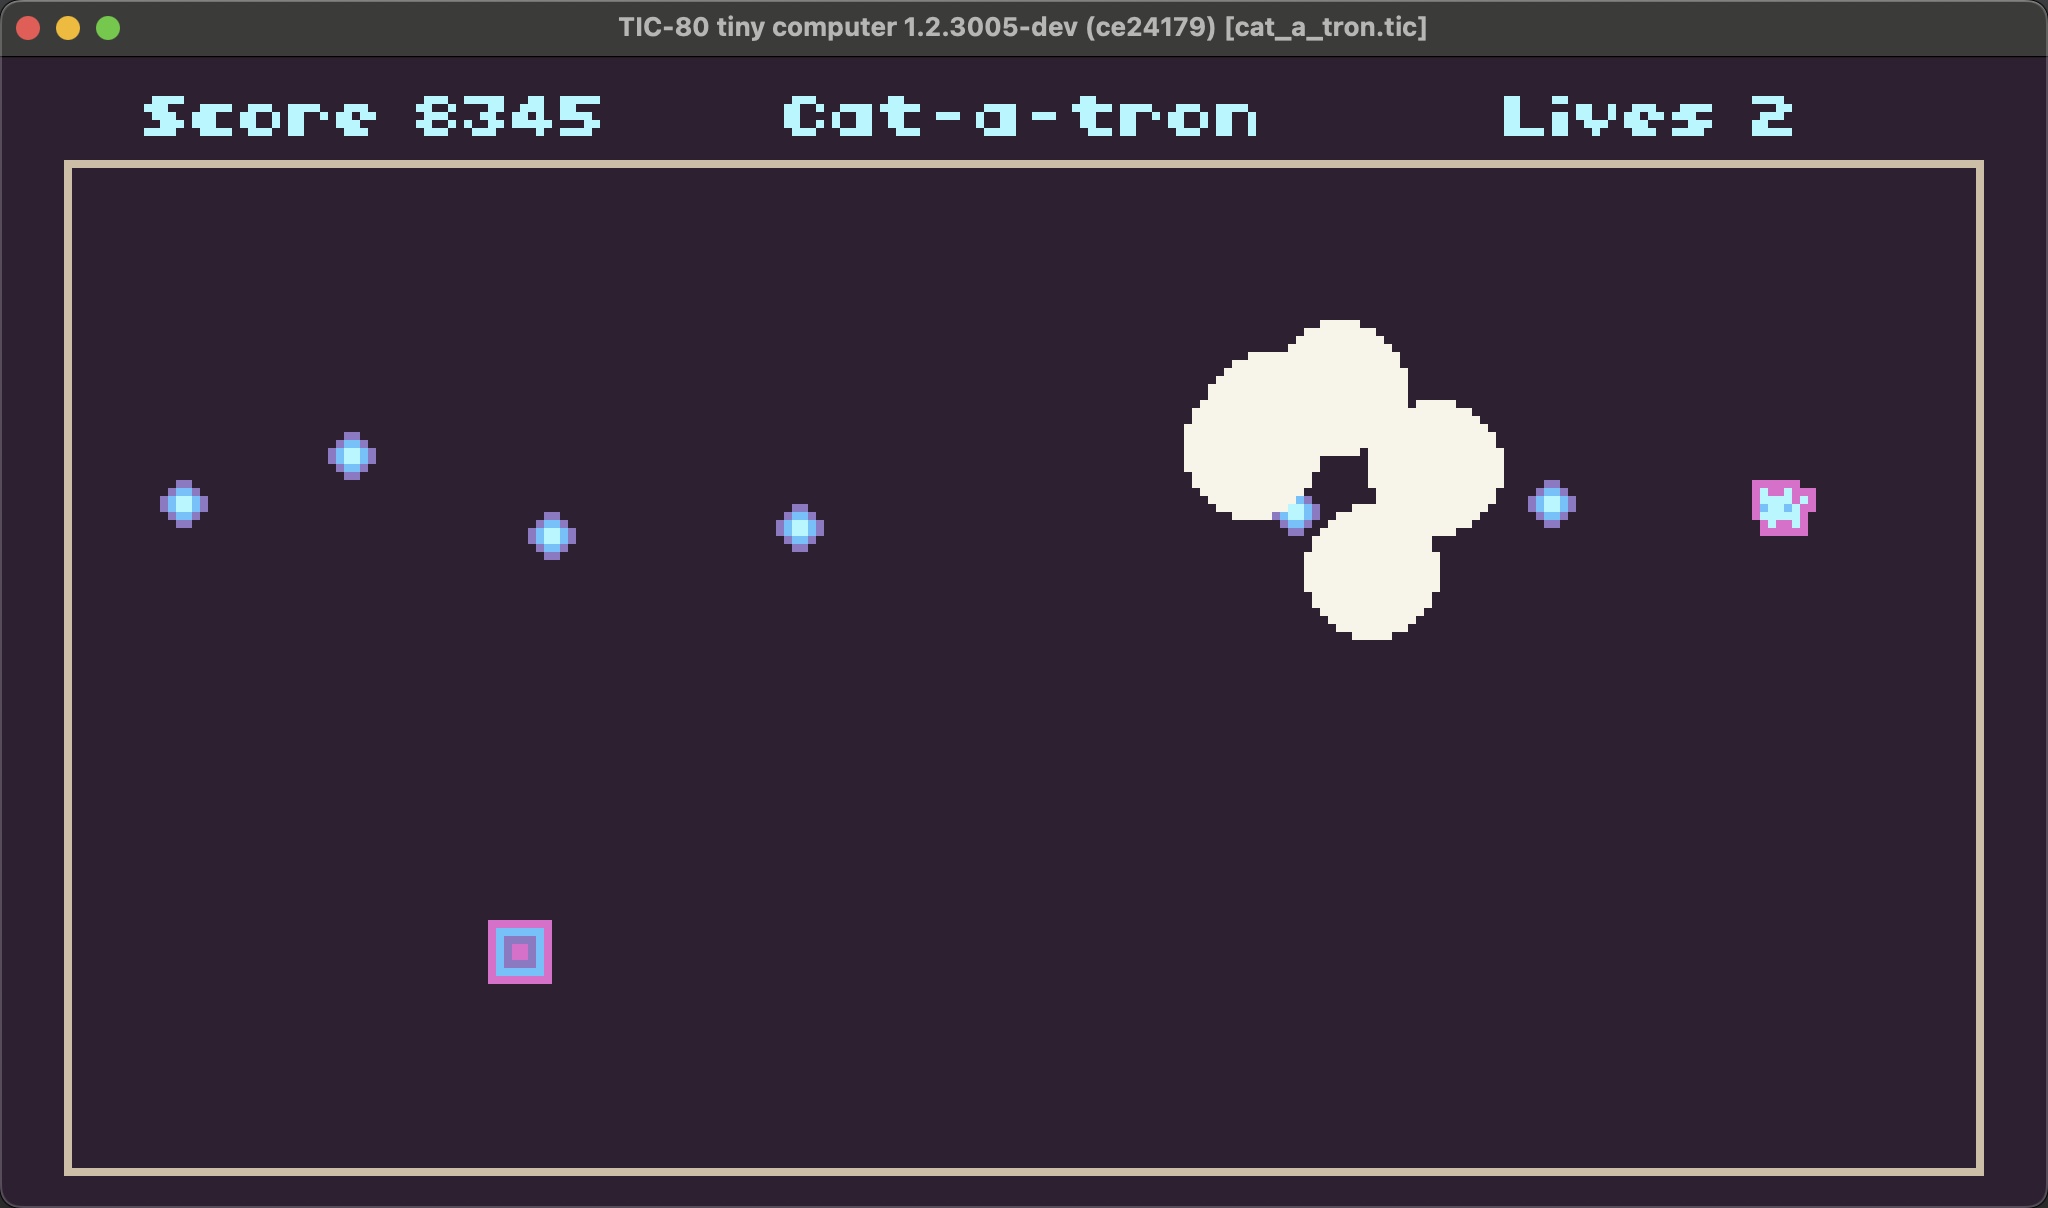 TIC-80 tiny computer 1.2.3005-dev (ce24179) [cat_a_tron.tic]
Score 8345 Cat-a-tron Lives 2